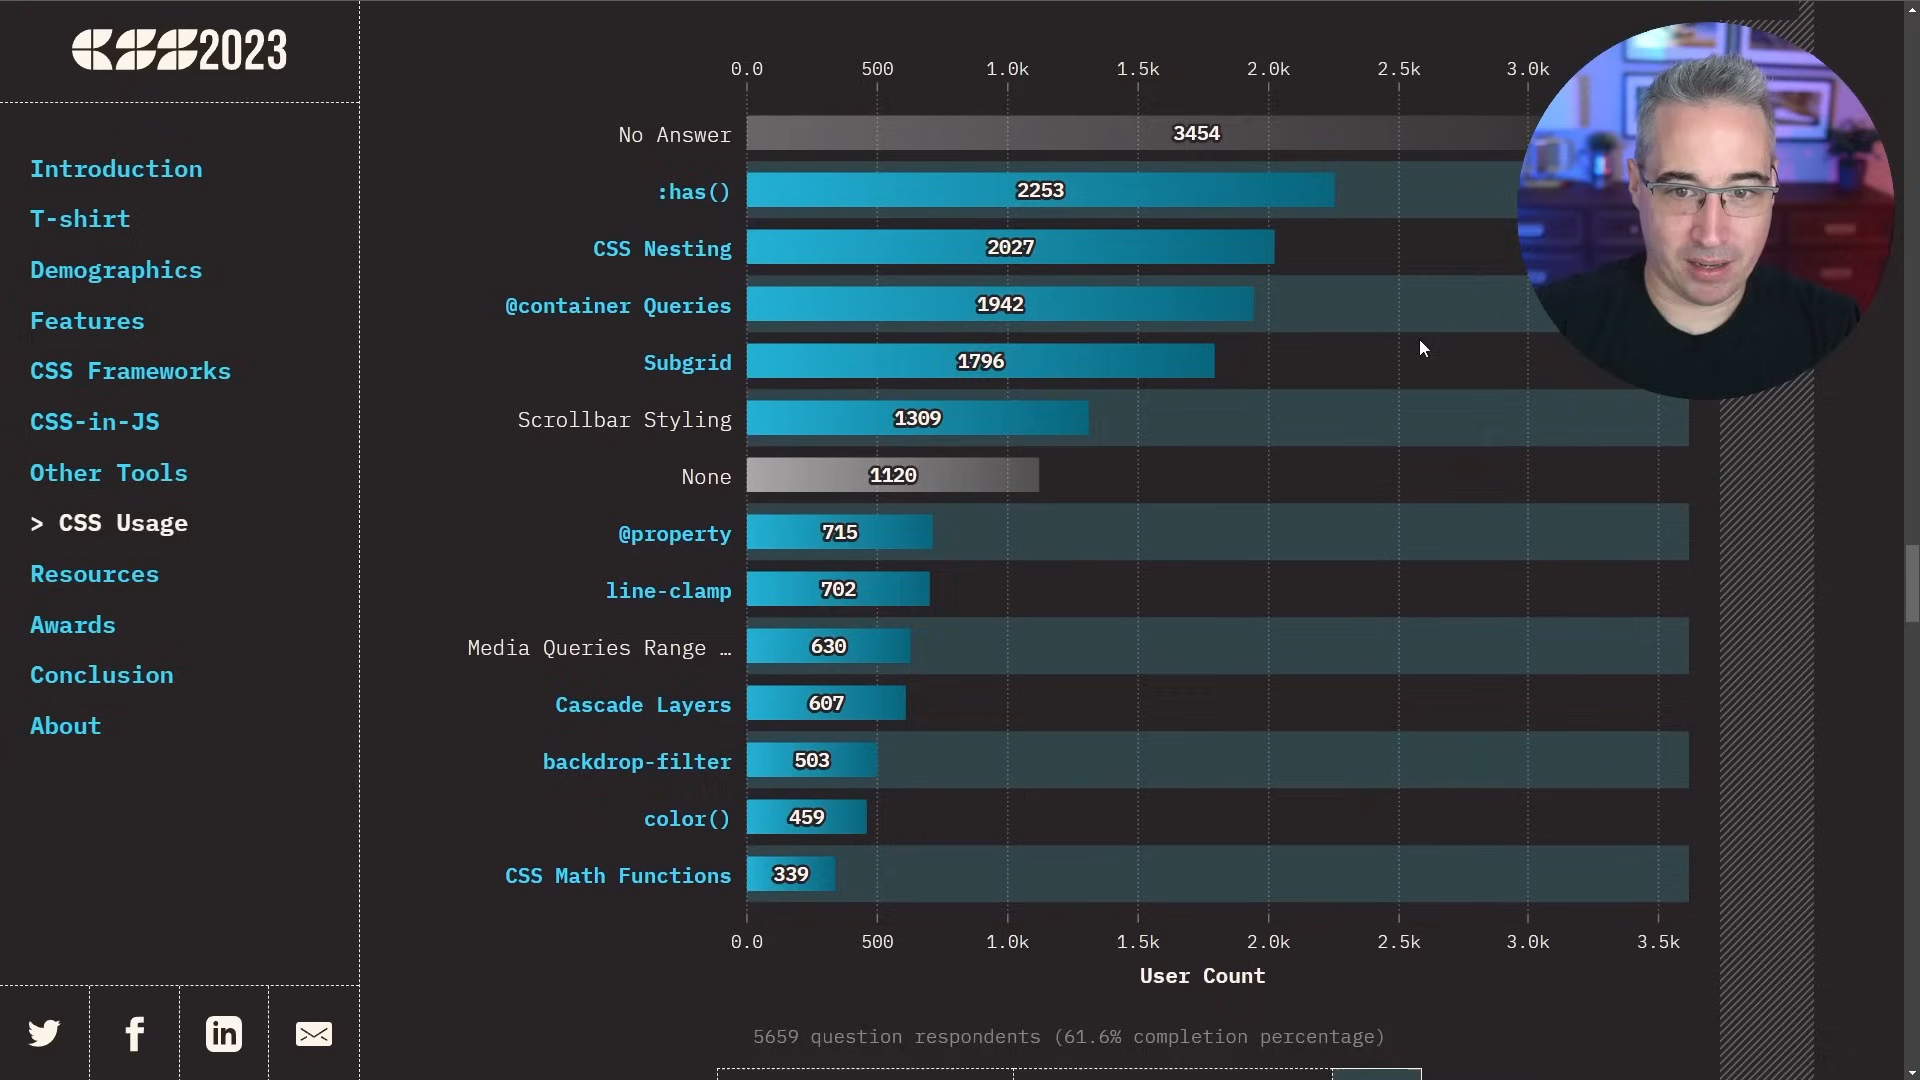 CSS2023
Introduction
T-shirt
Demographics
Features
CSS Frameworks
CSS-in-JS
Other Tools
> CSS Usage
Resources
Awards
Conclusion
About
0.0 500 1.0k 1.5k 2.0k 2.5k 3.0k
No Answer 3454
:has() 2253
CSS Nesting 2027
@container Queries 1942
Subgrid 1796
Scrollbar Styling 1309
None 1120
@property 715
line-clamp 702
Media Queries Range … 630
Cascade Layers 607
backdrop-filter 503
color() 459
CSS Math Functions 339
0.0 500 1.0k 1.5k 2.0k 2.5k 3.0k 3.5k
User Count
5659 question respondents (61.6% completion percentage)